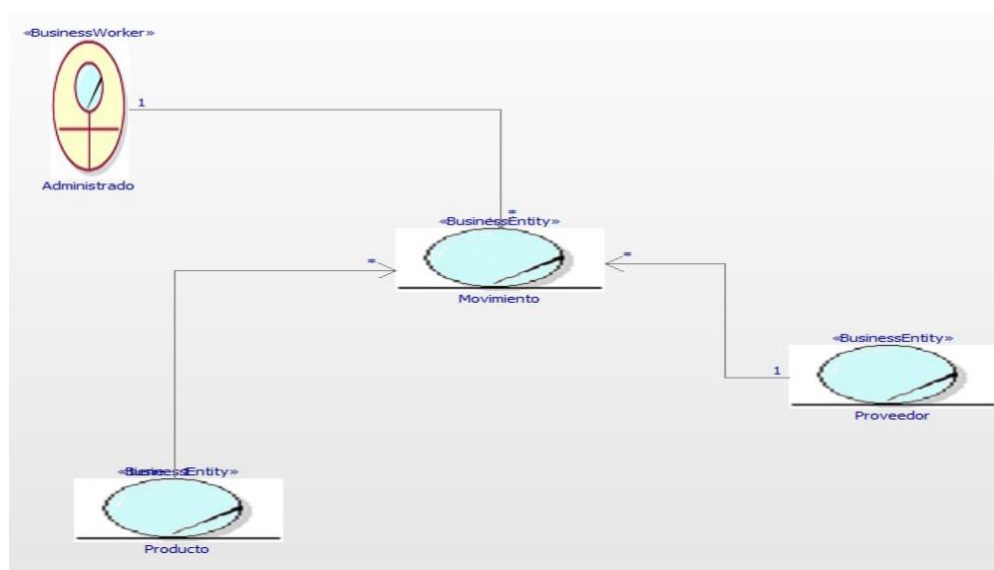 «BusinessWorker»
1
Administrado
*
«BusinessEntity»
*
*
Movimiento
«BusinessEntity»
1
Proveedor
Producto